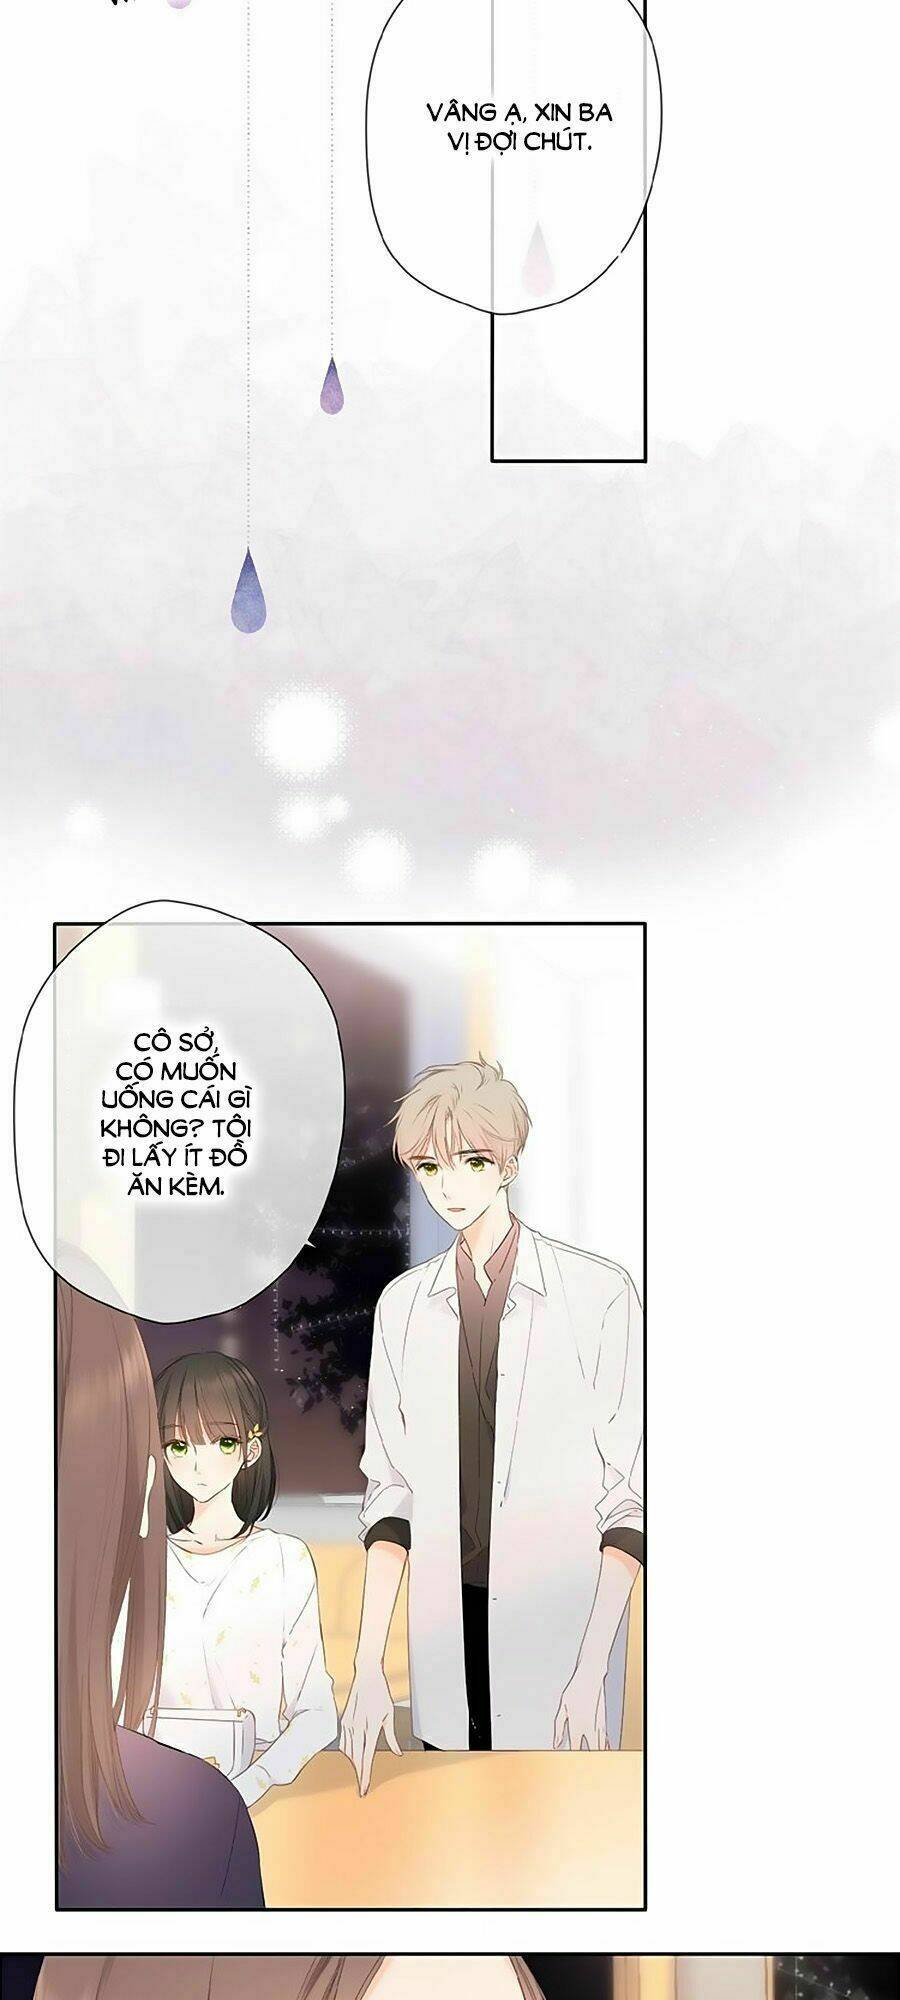 VÂNG Ạ, XIN BA
VỊ ĐỢI CHÚT.
CÔ SỞ,
CÓ MUỐN
UỐNG CÁI GÌ
KHÔNG? TÔI
ĐI LẤY ÍT ĐỒ
ĂN KÈM.